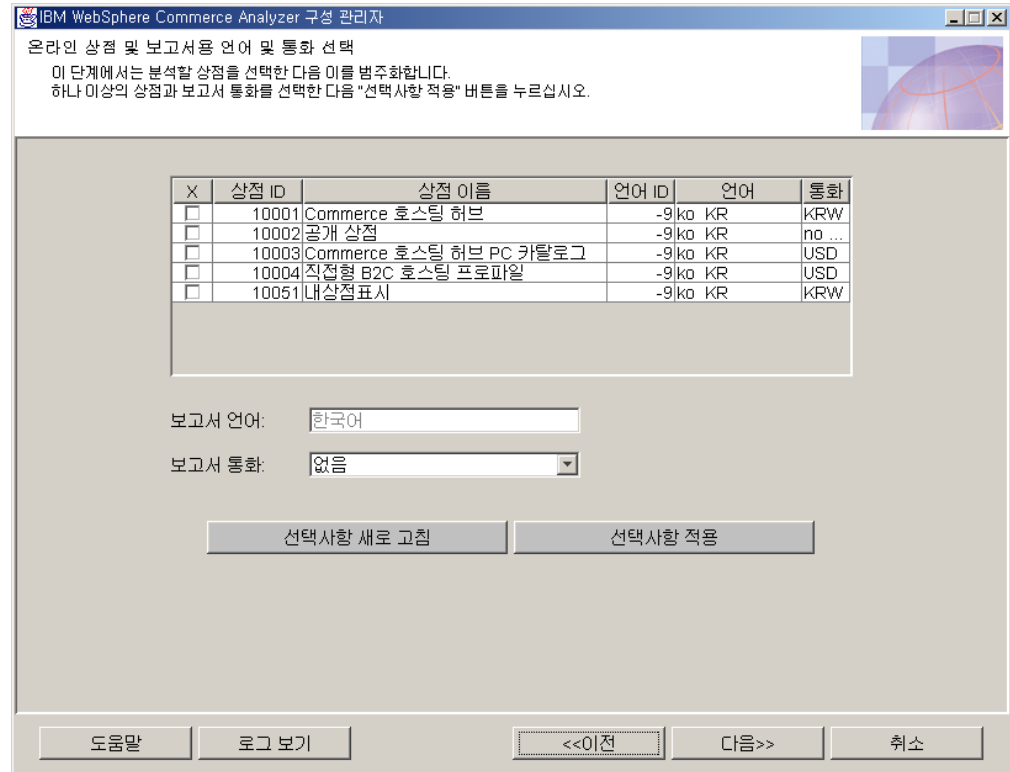 IBM WebSphere Commerce Analyzer 구성 관리자
온라인 상점 및 보고서용 언어 및 통화 선택
이 단계에서는 분석할 상점을 선택한 다음 이를 범주화합니다.
하나 이상의 상점과 보고서 통화를 선택한 다음 "선택사항 적용" 버튼을 누르십시오.
X 상점 ID 상점 이름 언어 ID 언어 통화
10001 Commerce 호스팅 허브 -9 ko KR KRW
10002 공개 상점 -9 ko KR no ...
10003 Commerce 호스팅 허브 PC 카탈로그 -9 ko KR USD
10004 직접형 B2C 호스팅 프로파일 -9 ko KR USD
10051 내상점표시 -9 ko KR KRW
보고서 언어: 한국어
보고서 통화: 없음
선택사항 새로 고침 선택사항 적용
도움말 로그 보기 <<이전 다음>> 취소